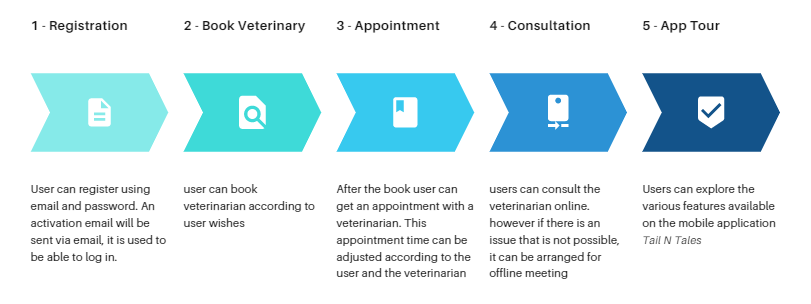 1 - Registration
2 - Book Veterinary
3 - Appointment
4 - Consultation
5 - App Tour
User can register using
email and password. An
activation email will be
sent via email, it is used to
be able to log in.
user can book
veterinarian according to
user wishes
After the book user can
get an appointment with a
veterinarian. This
appointment time can be
adjusted according to the
user and the veterinarian
users can consult the
veterinarian online.
however if there is an
issue that is not possible,
it can be arranged for
offline meeting
Users can explore the
various features available
on the mobile application
Tail N Tales